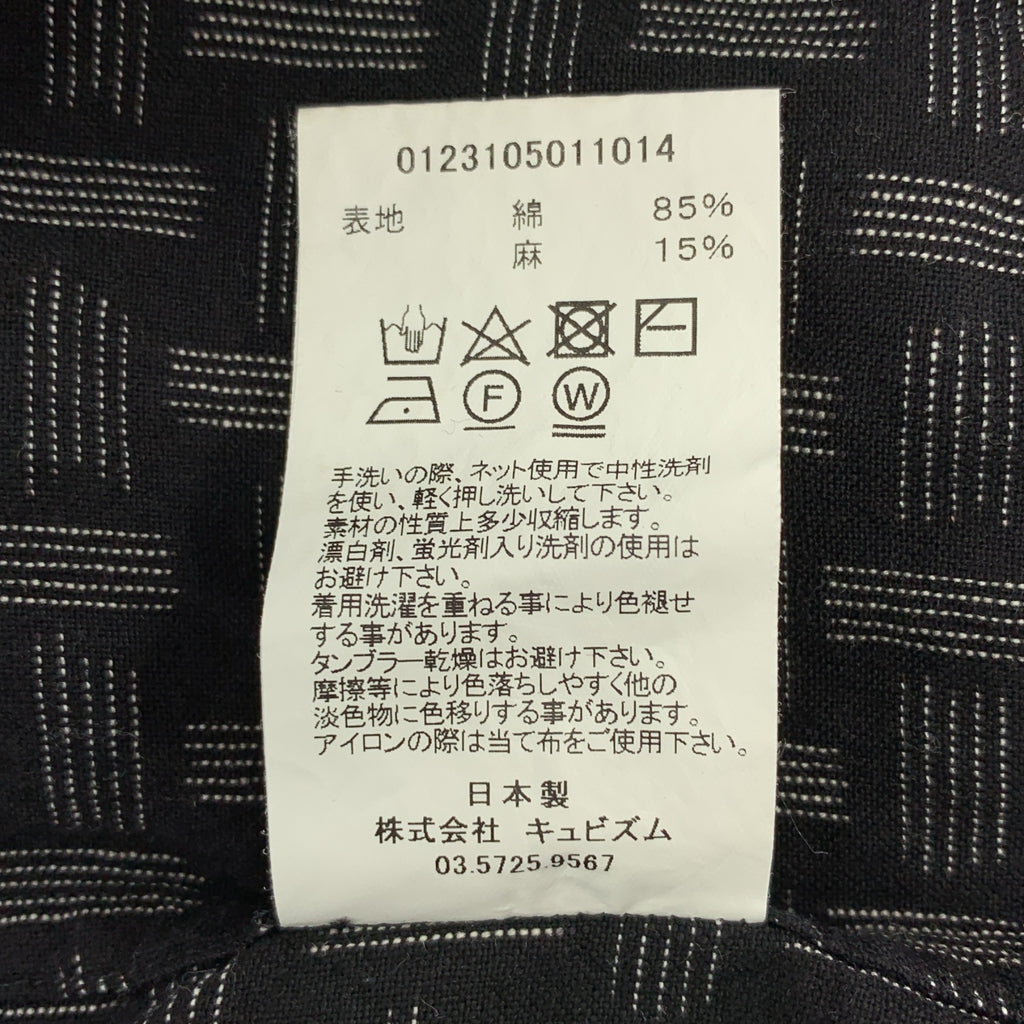 0123105011014
表地 綿 85%
麻 15%
F W
手洗いの際、ネット使用で中性洗剤
を使い、軽く押し洗いして下さい。
素材の性質上多少収縮します。
漂白剤、蛍光剤入り洗剤の使用は
お避け下さい。
着用洗濯を重ねる事により色褪せ
する事があります。
タンブラー乾燥はお避け下さい。
摩擦等により色落ちしやすく他の
淡色物に色移りする事があります。
アイロンの際は当て布をご使用下さい。
日本製
株式会社 キュビズム
03.5725.9567